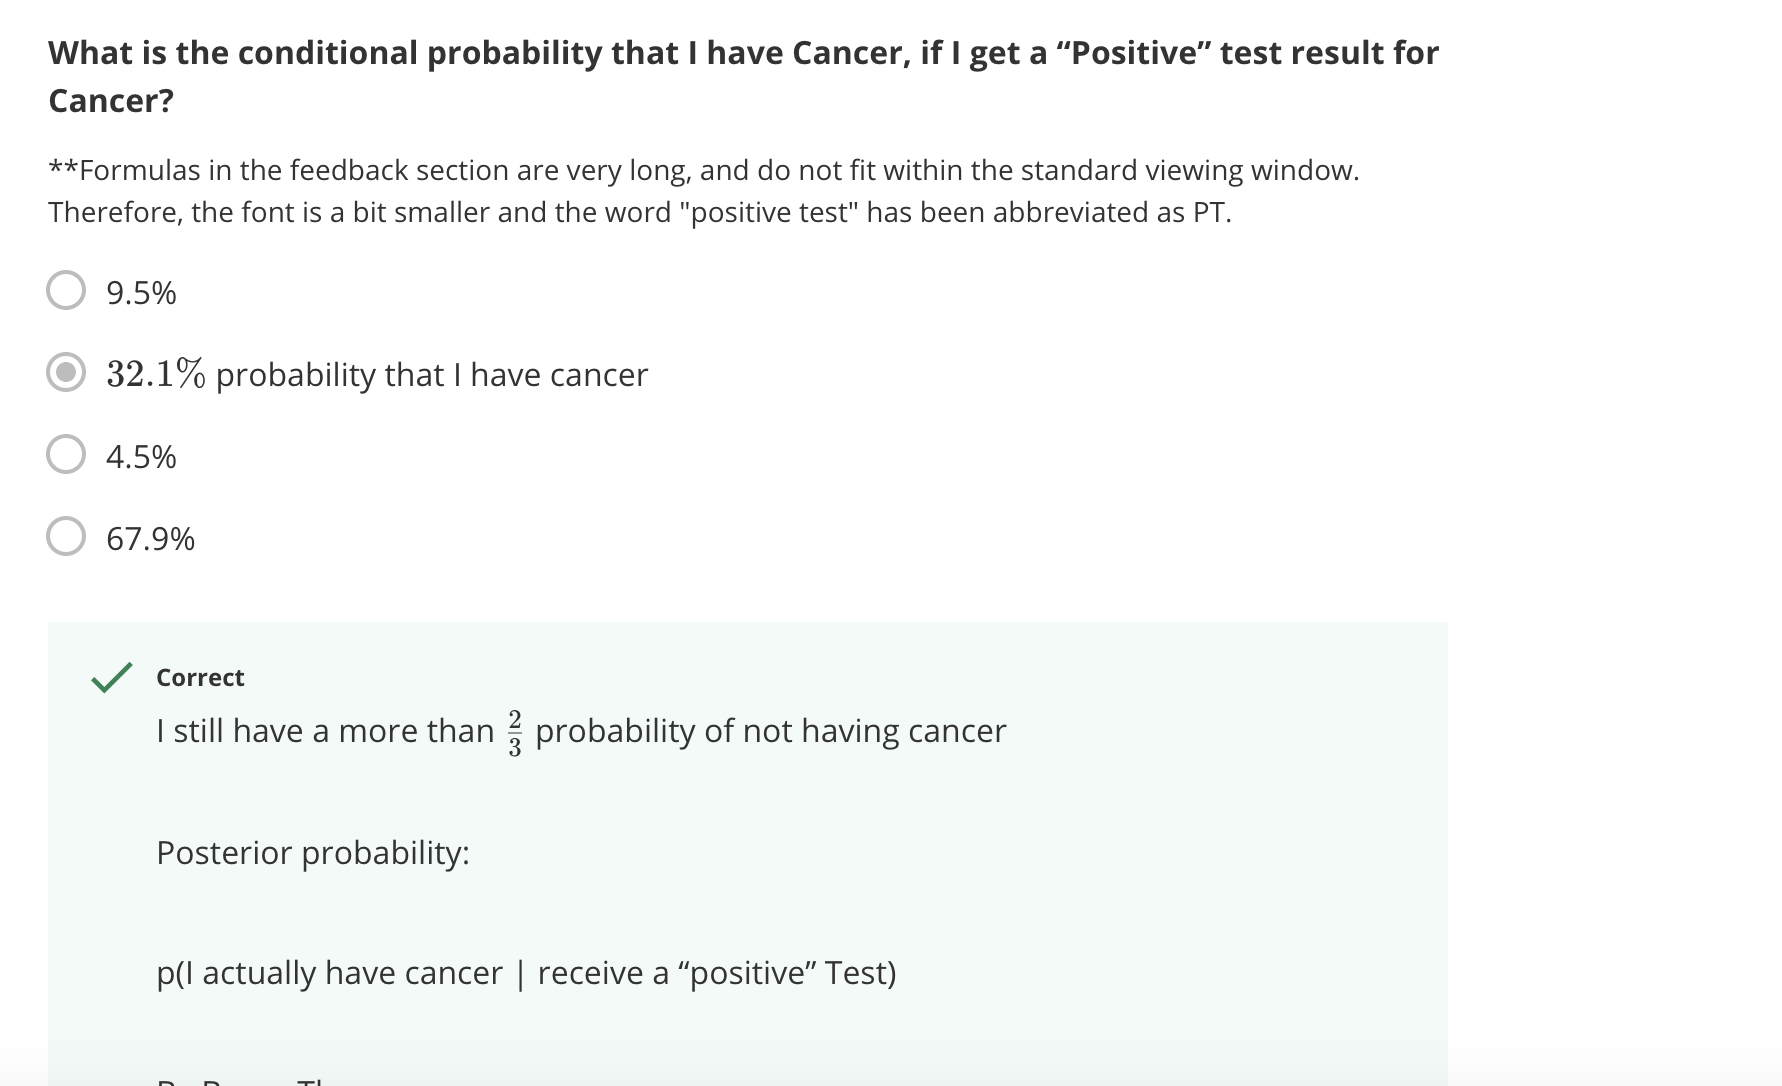 What is the conditional probability that I have Cancer, if I get a “Positive” test result for
Cancer?
**Formulas in the feedback section are very long, and do not fit within the standard viewing window.
Therefore, the font is a bit smaller and the word "positive test" has been abbreviated as PT.
9.5%
32.1% probability that I have cancer
4.5%
67.9%
Correct
I still have a more than 2/3 probability of not having cancer
Posterior probability:
p(I actually have cancer | receive a “positive” Test)